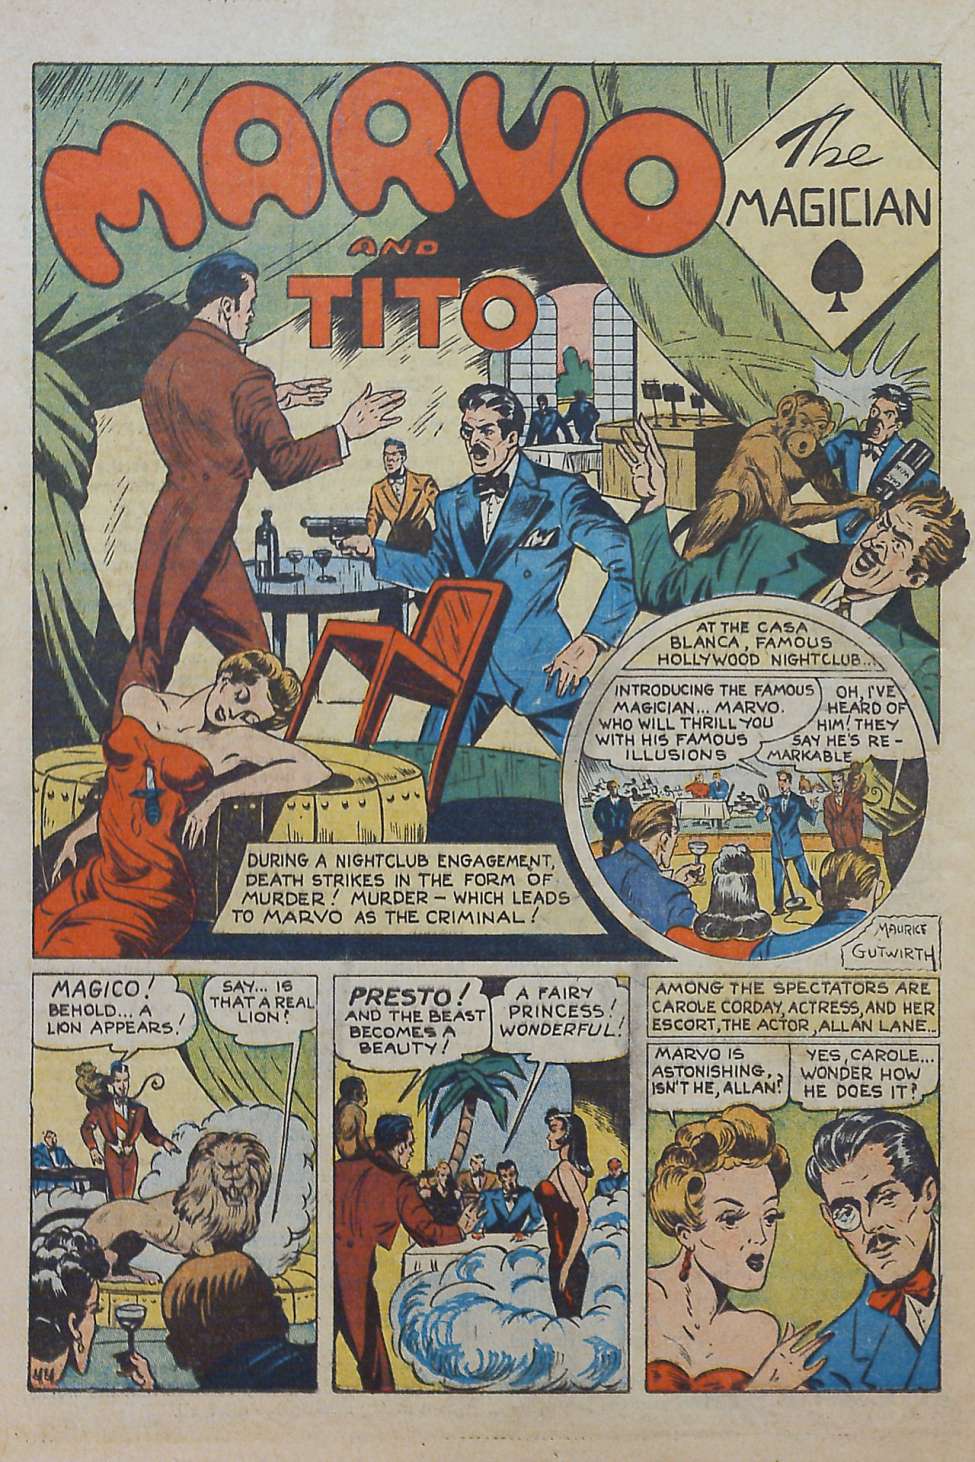 MARVO
AND
TITO
The
MAGICIAN
AT THE CASA
BLANCA, FAMOUS
HOLLYWOOD NIGHTCLUB...
INTRODUCING THE FAMOUS
MAGICIAN... MARVO.
WHO WILL THRILL YOU
WITH HIS FAMOUS
ILLUSIONS
OH, I'VE
HEARD OF
HIM! THEY
SAY HE'S RE-
MARKABLE
DURING A NIGHTCLUB ENGAGEMENT,
DEATH STRIKES IN THE FORM OF
MURDER! MURDER - WHICH LEADS
TO MARVO AS THE CRIMINAL!
MAURICE
GUTWIRTH
MAGICO!
BEHOLD... A
LION APPEARS!
SAY... IS
THAT A REAL
LION?
PRESTO!
AND THE BEAST
BECOMES A
BEAUTY!
A FAIRY
PRINCESS!
WONDERFUL!
AMONG THE SPECTATORS ARE
CAROLE CORDAY, ACTRESS, AND HER
ESCORT, THE ACTOR, ALLAN LANE...
MARVO IS
ASTONISHING,
ISN'T HE, ALLAN?
YES, CAROLE...
WONDER HOW
HE DOES IT?
44